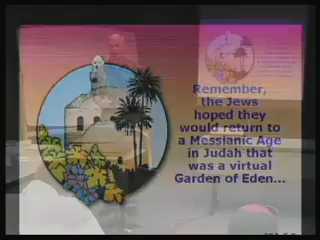 Remember,
the Jews
hoped they
would return to
a Messianic Age
in Judah that
was a virtual
Garden of Eden...